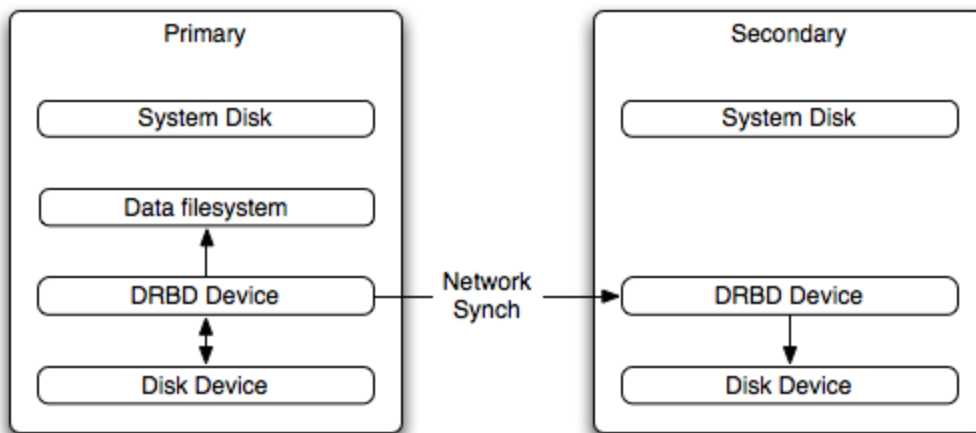 Primary
System Disk
Data filesystem
DRBD Device
Disk Device
Network
Synch
Secondary
System Disk
DRBD Device
Disk Device